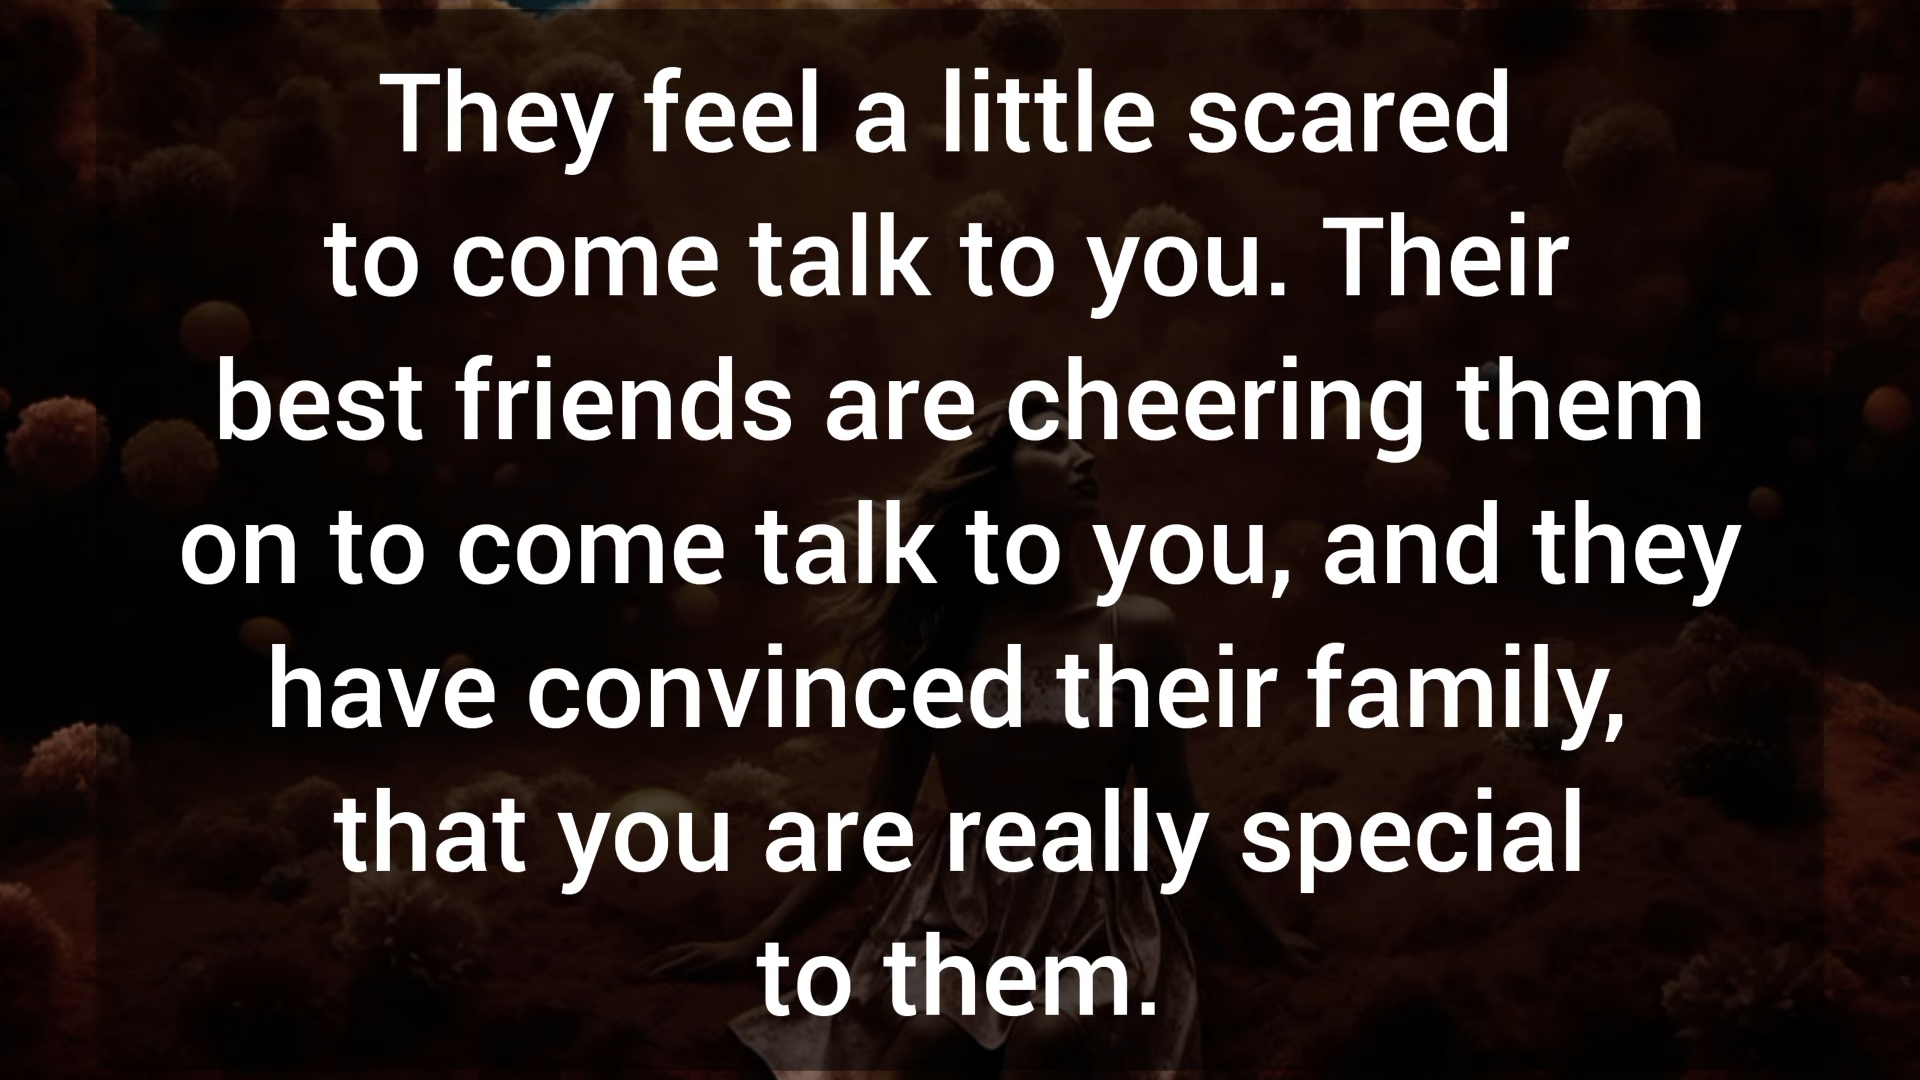 They feel a little scared
to come talk to you. Their
best friends are cheering them
on to come talk to you, and they
have convinced their family,
that you are really special
to them.